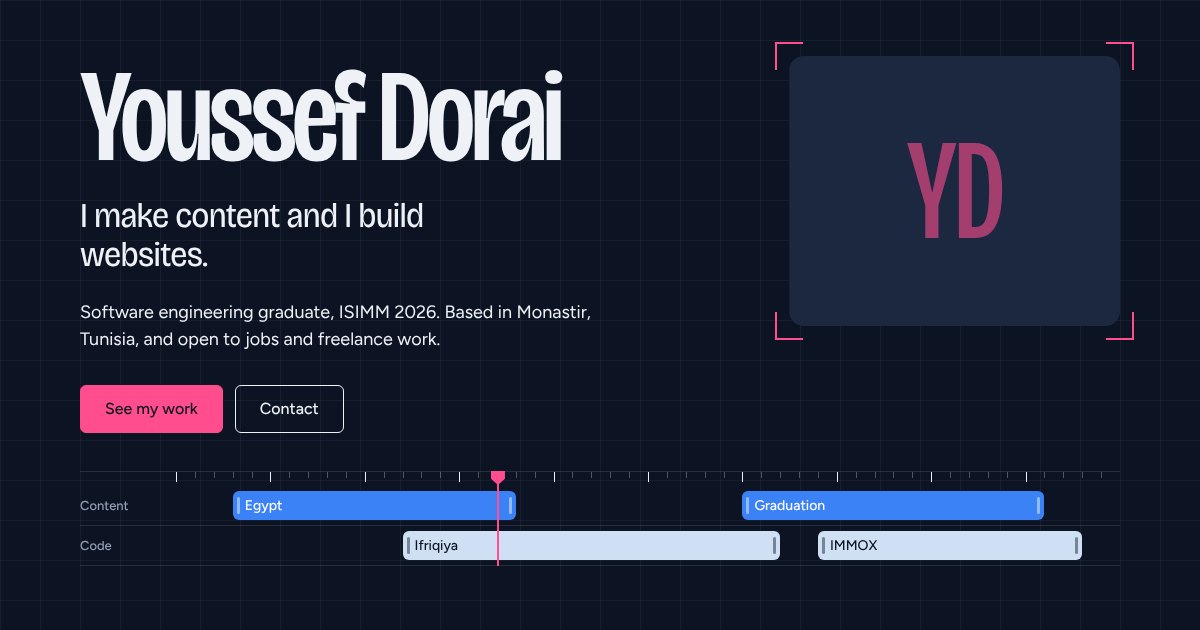 Youssef Dorai
YD
I make content and I build
websites.
Software engineering graduate, ISIMM 2026. Based in Monastir,
Tunisia, and open to jobs and freelance work.
See my work
Contact
Content
Egypt
Graduation
Code
Ifriqiya
IMMOX